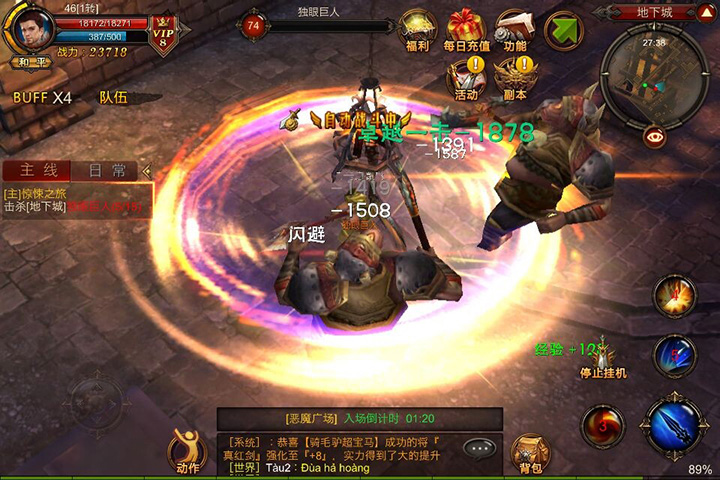 46[1转]
18172/18271
387/500
战力:23718
和平
VIP
8
独眼巨人
74
福利
每日充值
功能
活动
副本
地下城
27:38
BUFF X4
队伍
自动战斗中
卓越一击-1878
-1391
-1587
-1419
-1508
闪避
主线
日常
[主]惊悚之旅
击杀[地下城]
经验 +128
停止挂机
5
3
[恶魔广场] 入场倒计时 01:20
［系统］：恭喜【骑毛驴超宝马】成功的将『
真红剑』强化至『+8』，实力得到了大的提升
［世界］Tàu2：Đùa hả hoàng
动作
背包
89%